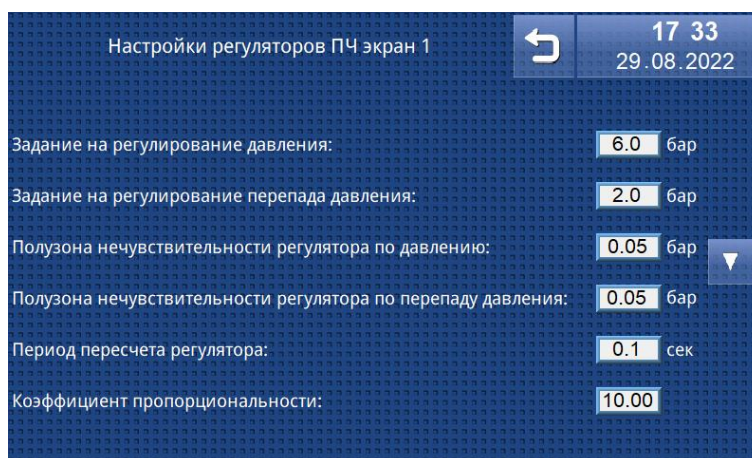 Настройки регуляторов ПЧ экран 1
17 33
29.08.2022
Задание на регулирование давления: 6.0 бар
Задание на регулирование перепада давления: 2.0 бар
Полузона нечувствительности регулятора по давлению: 0.05 бар
Полузона нечувствительности регулятора по перепаду давления: 0.05 бар
Период пересчета регулятора: 0.1 сек
Коэффициент пропорциональности: 10.00